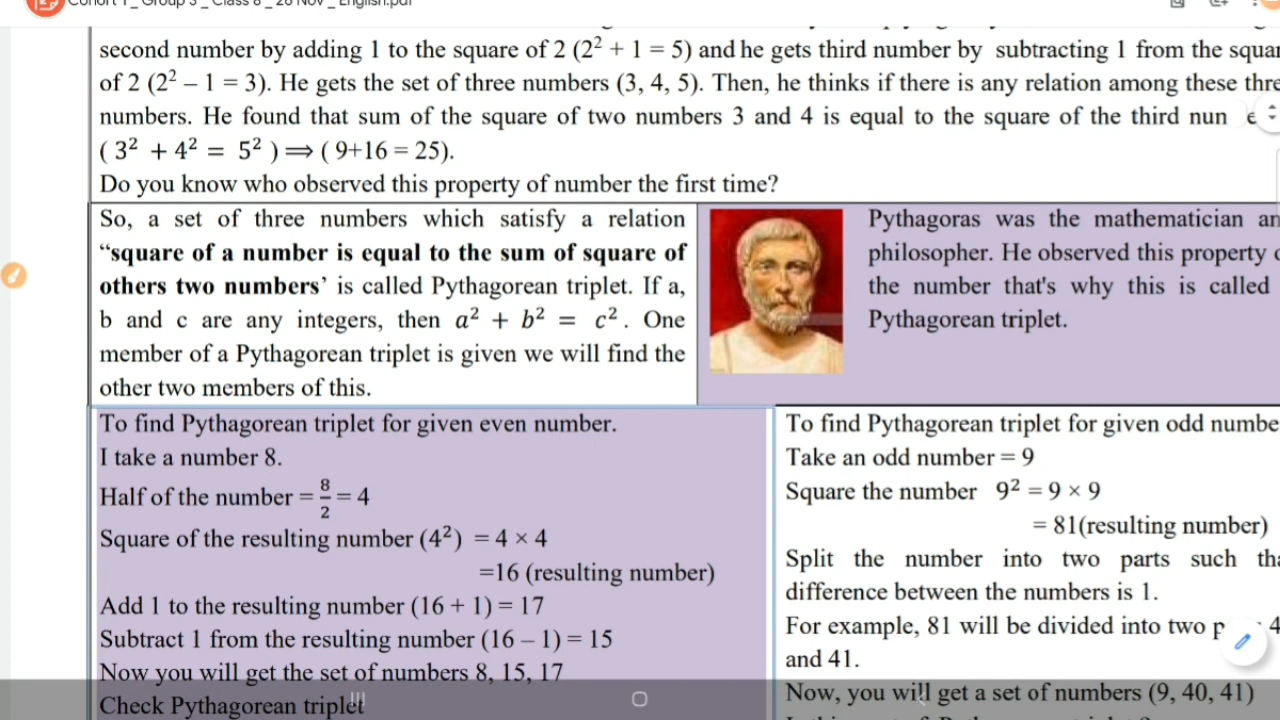 Cohort 1 _ Group 3 _ Class 8 _ 26 Nov _ English.pdf
second number by adding 1 to the square of 2 (2² + 1 = 5) and he gets third number by subtracting 1 from the squa
of 2 (2² – 1 = 3). He gets the set of three numbers (3, 4, 5). Then, he thinks if there is any relation among these thre
numbers. He found that sum of the square of two numbers 3 and 4 is equal to the square of the third nun
( 3² + 4² = 5² ) ⟹ ( 9+16 = 25).
Do you know who observed this property of number the first time?
So, a set of three numbers which satisfy a relation
“square of a number is equal to the sum of square of
others two numbers’ is called Pythagorean triplet. If a,
b and c are any integers, then a² + b² = c². One
member of a Pythagorean triplet is given we will find the
other two members of this.
Pythagoras was the mathematician an
philosopher. He observed this property
the number that's why this is called
Pythagorean triplet.
To find Pythagorean triplet for given even number.
I take a number 8.
Half of the number = 8/2 = 4
Square of the resulting number (4²) = 4 × 4
=16 (resulting number)
Add 1 to the resulting number (16 + 1) = 17
Subtract 1 from the resulting number (16 – 1) = 15
Now you will get the set of numbers 8, 15, 17
Check Pythagorean triplet
To find Pythagorean triplet for given odd numbe
Take an odd number = 9
Square the number 9² = 9 × 9
= 81(resulting number)
Split the number into two parts such tha
difference between the numbers is 1.
For example, 81 will be divided into two p 4
and 41.
Now, you will get a set of numbers (9, 40, 41)